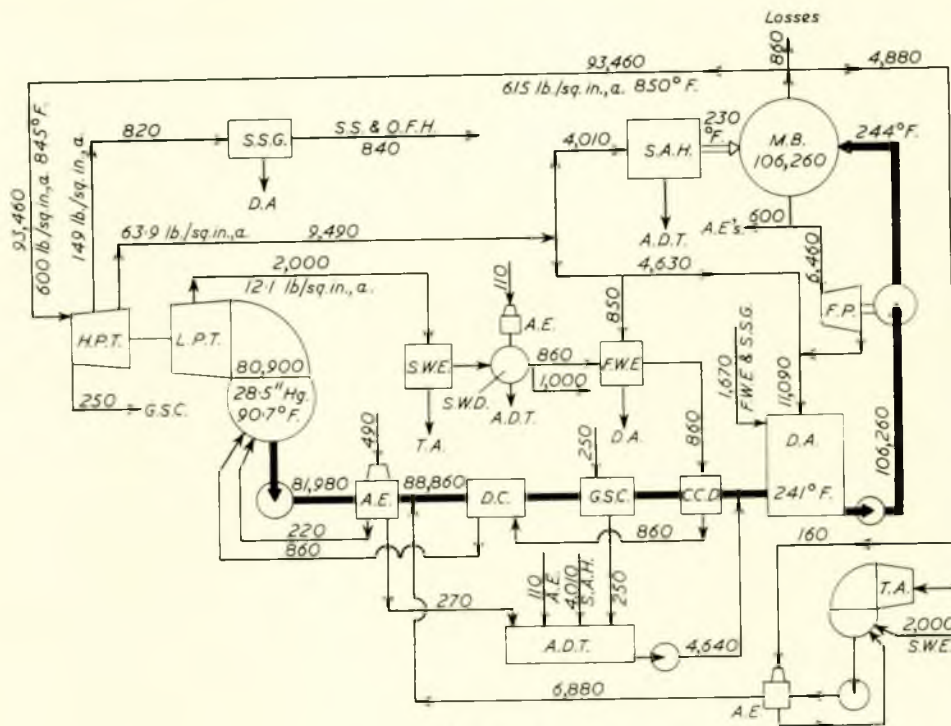 Losses
860
93,460
4,880
615 lb./sq.in.,a. 850°F.
93,460
600 lb/sq.in.,a 845°F.
149 lb/sq.in., a.
820
S.S.G.
S.S. & O.F.H.
840
D.A
4,010
S.A.H.
230
°F.
M.B.
106,260
244°F.
A.D.T.
A.E's.
600
6,460
63·9 lb./sq.in.,a.
9,490
2,000
12·1 lb/sq.in.,a.
110
A.E.
850
4,630
F.P.
H.P.T.
L.P.T.
80,900
28·5" Hg.
90·7°F.
250
G.S.C.
S.W.E.
T.A.
S.W.D.
A.D.T.
860
1,000
F.W.E
D.A.
860
1,670
F.W.E & S.S.G.
11,090
D.A.
241°F.
106,260
490
250
81,980
A.E.
88,860
D.C.
G.S.C.
C.C.D
220
860
860
160
270
110
A.E.
4,010
S.A.H.
250
A.D.T.
4,640
T.A.
2,000
S.W.E.
6,880
A.E